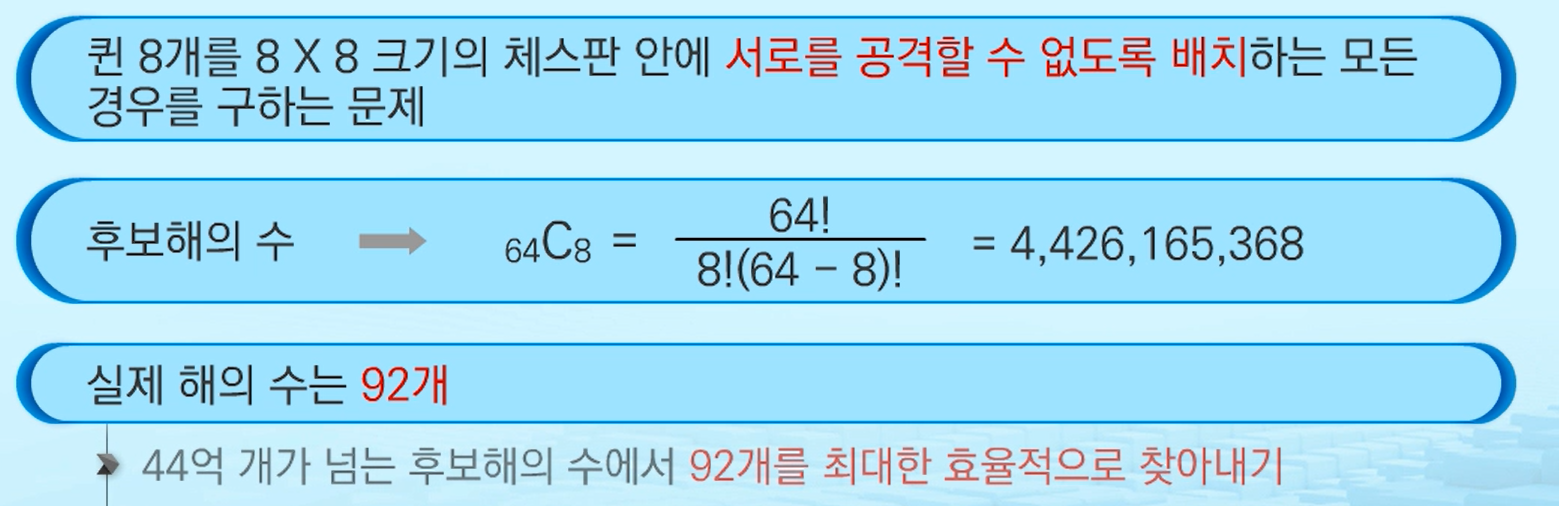 퀸 8개를 8 X 8 크기의 체스판 안에 서로를 공격할 수 없도록 배치하는 모든
경우를 구하는 문제
후보해의 수 → ₆₄C₈ = 64! / 8!(64 − 8)! = 4,426,165,368
실제 해의 수는 92개
44억 개가 넘는 후보해의 수에서 92개를 최대한 효율적으로 찾아내기